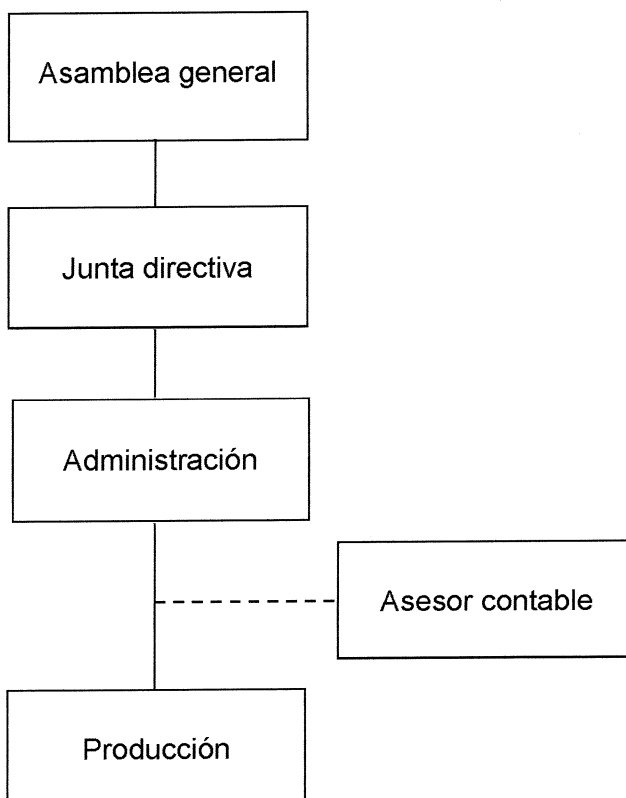 Asamblea general
Junta directiva
Administración
Asesor contable
Producción